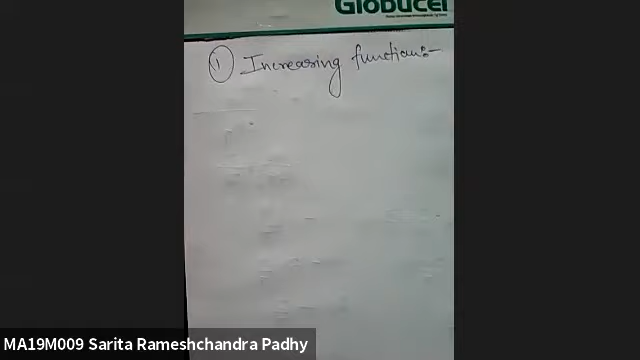 Globucel
① Increasing functions:-
MA19M009 Sarita Rameshchandra Padhy